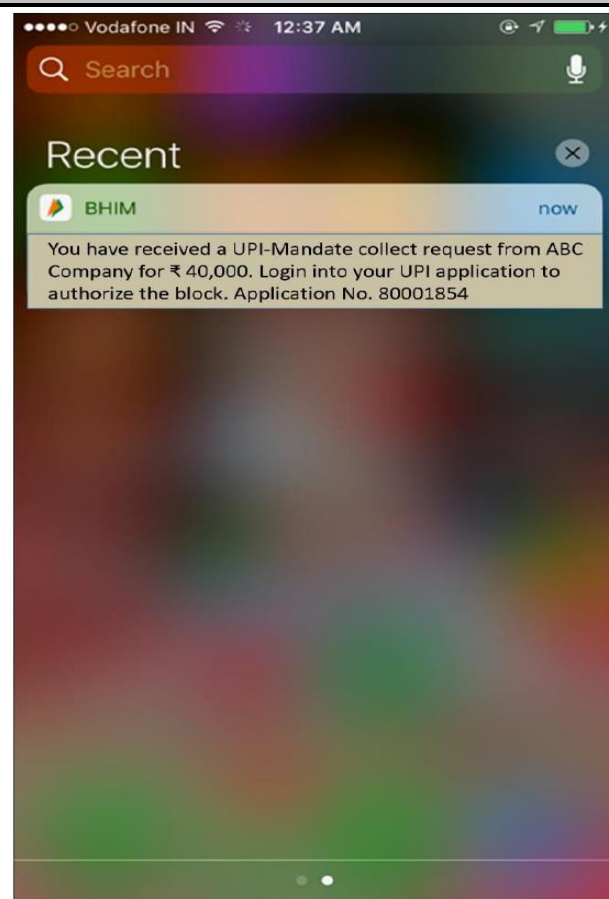 Vodafone IN 12:37 AM
Search
Recent
BHIM now
You have received a UPI-Mandate collect request from ABC
Company for ₹ 40,000. Login into your UPI application to
authorize the block. Application No. 80001854